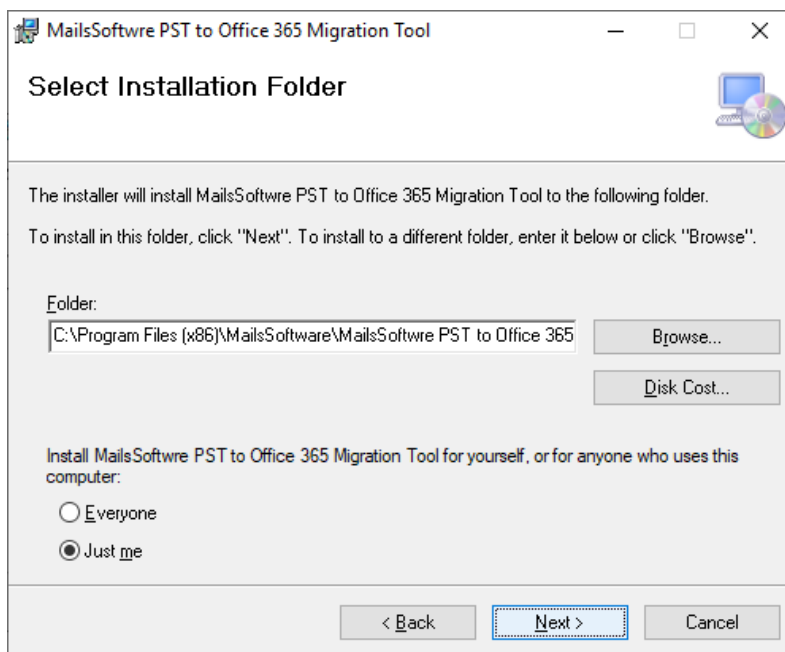 MailsSoftwre PST to Office 365 Migration Tool
Select Installation Folder
The installer will install MailsSoftwre PST to Office 365 Migration Tool to the following folder.
To install in this folder, click "Next". To install to a different folder, enter it below or click "Browse".
Folder:
C:\Program Files (x86)\MailsSoftware\MailsSoftwre PST to Office 365
Browse...
Disk Cost...
Install MailsSoftwre PST to Office 365 Migration Tool for yourself, or for anyone who uses this
computer:
Everyone
Just me
< Back
Next >
Cancel